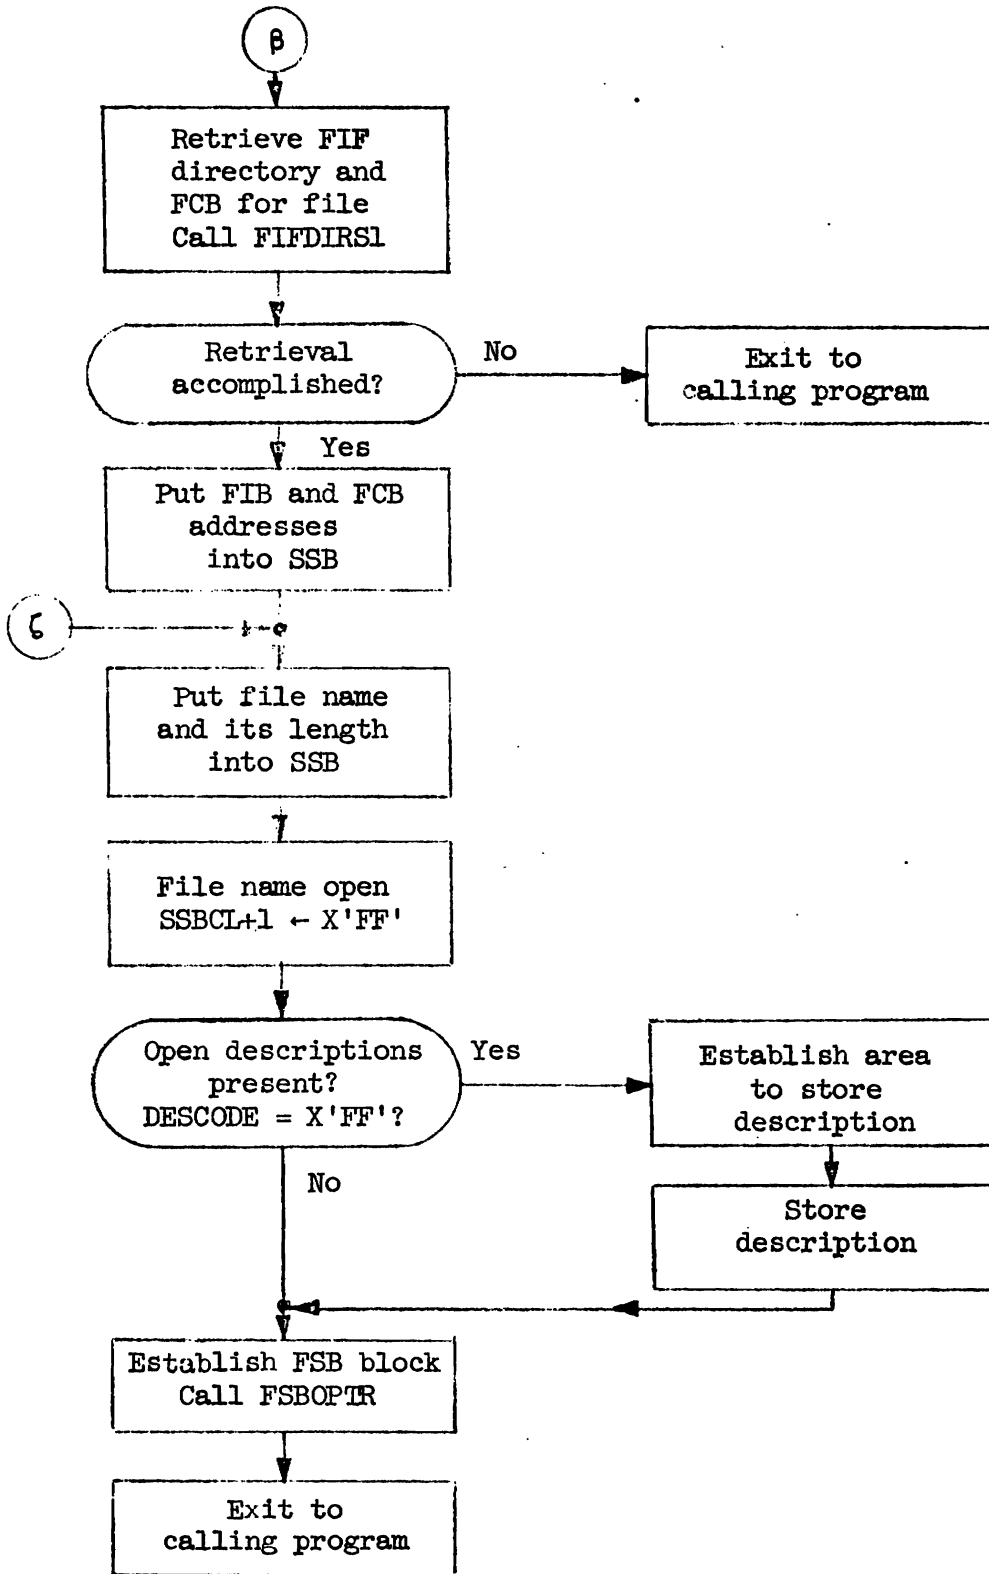 β
Retrieve FIF
directory and
FCB for file
Call FIFDIRS1
Retrieval
accomplished?
No
Exit to
calling program
Yes
Put FIB and FCB
addresses
into SSB
ζ
Put file name
and its length
into SSB
File name open
SSBCL+1 ← X'FF'
Open descriptions
present?
DESCODE = X'FF'?
Yes
Establish area
to store
description
No
Store
description
Establish FSB block
Call FSBOPTR
Exit to
calling program